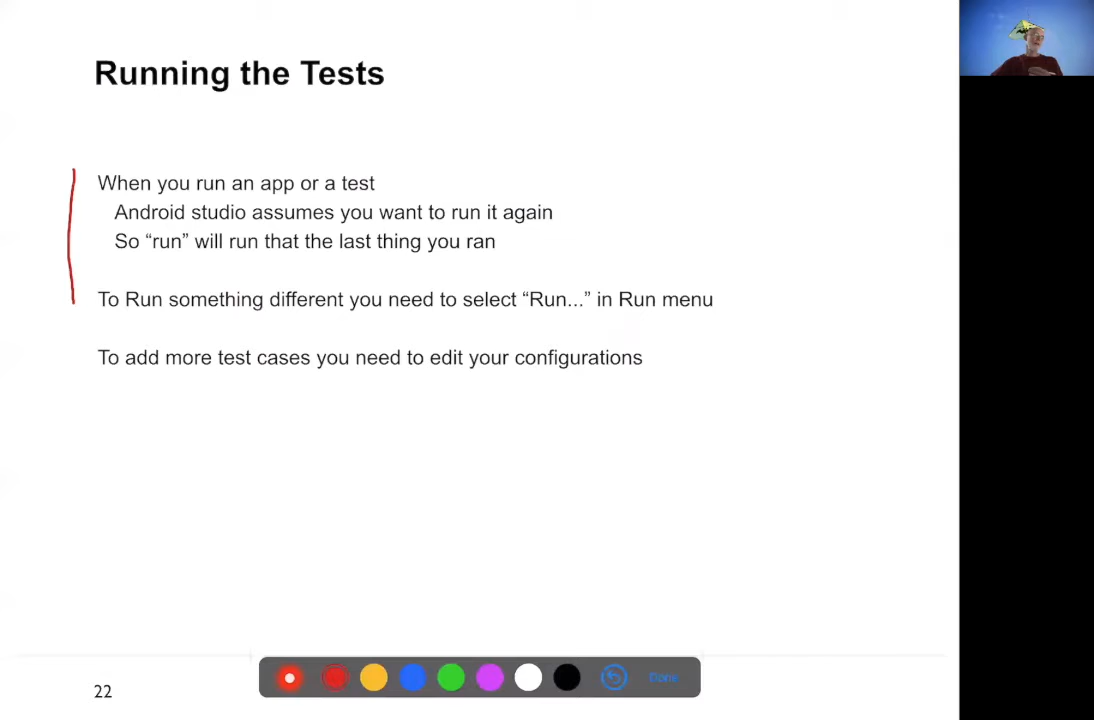 Running the Tests
When you run an app or a test
Android studio assumes you want to run it again
So “run” will run that the last thing you ran
To Run something different you need to select “Run...” in Run menu
To add more test cases you need to edit your configurations
22
Done